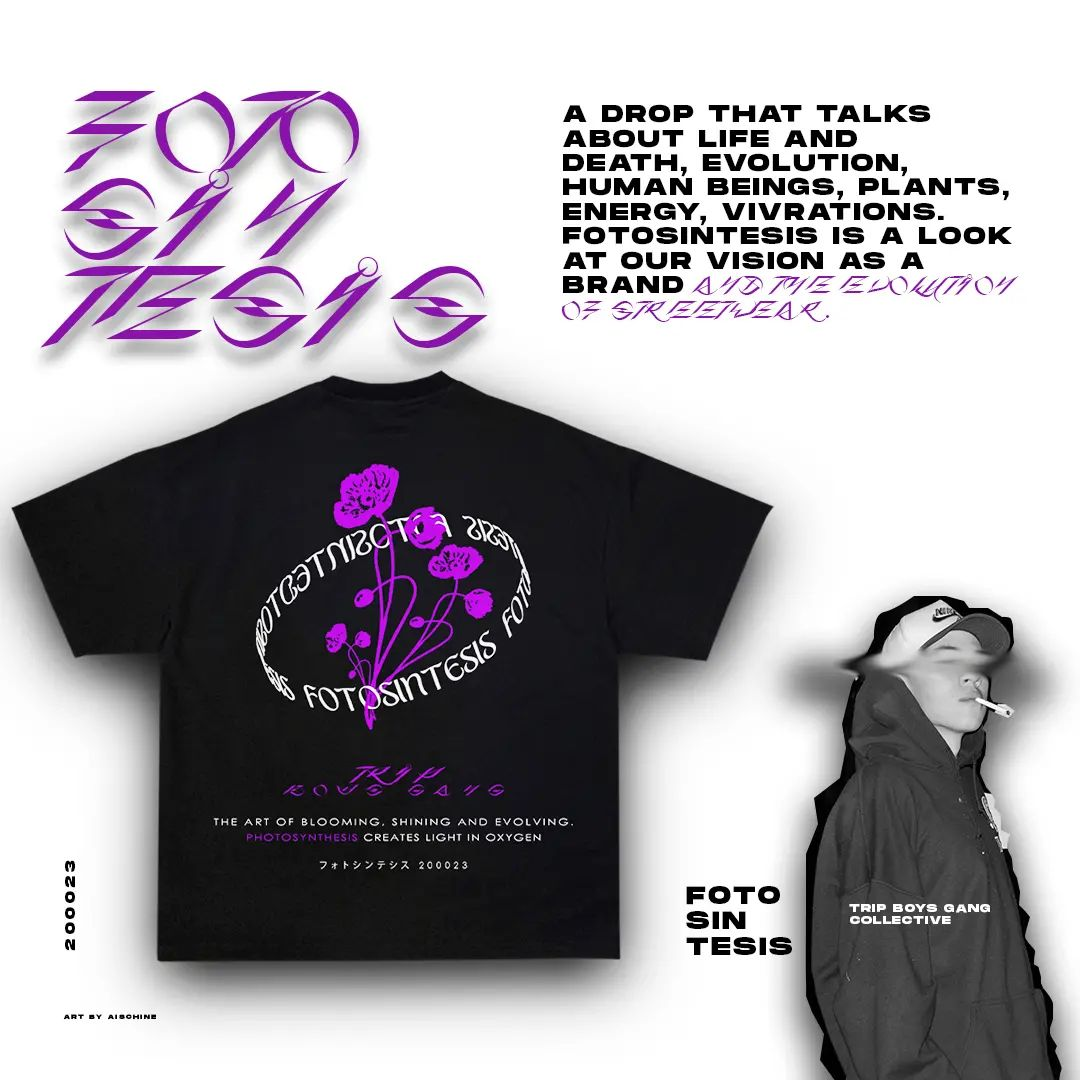 FOTO
SIN
TESIS
A DROP THAT TALKS
ABOUT LIFE AND
DEATH, EVOLUTION,
HUMAN BEINGS, PLANTS,
ENERGY, VIVRATIONS.
FOTOSINTESIS IS A LOOK
AT OUR VISION AS A
BRAND AND THE EVOLUTION
OF STREETWEAR.
FOTOSINTESIS
FOTOSINTESIS
TRIP
BOYS GANG
THE ART OF BLOOMING, SHINING AND EVOLVING.
PHOTOSYNTHESIS CREATES LIGHT IN OXYGEN
フォトシンテシス 200023
200023
FOTO
SIN
TESIS
TRIP BOYS GANG
COLLECTIVE
ART BY AISCHINE